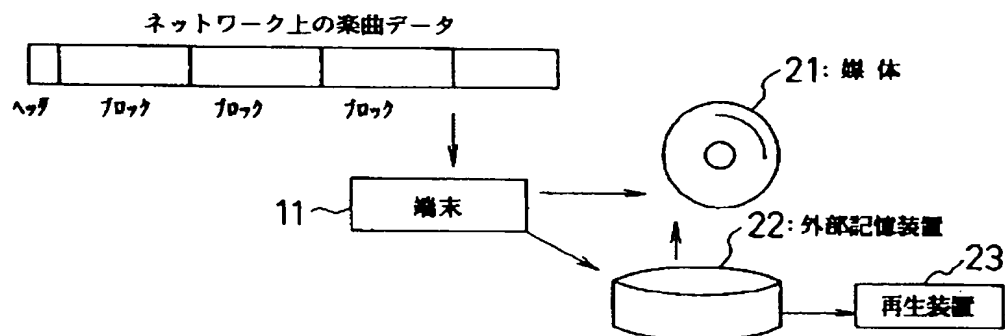 ネットワーク上の楽曲データ
ヘッダ ブロック ブロック ブロック
21: 媒体
11 端末
22: 外部記憶装置
23
再生装置